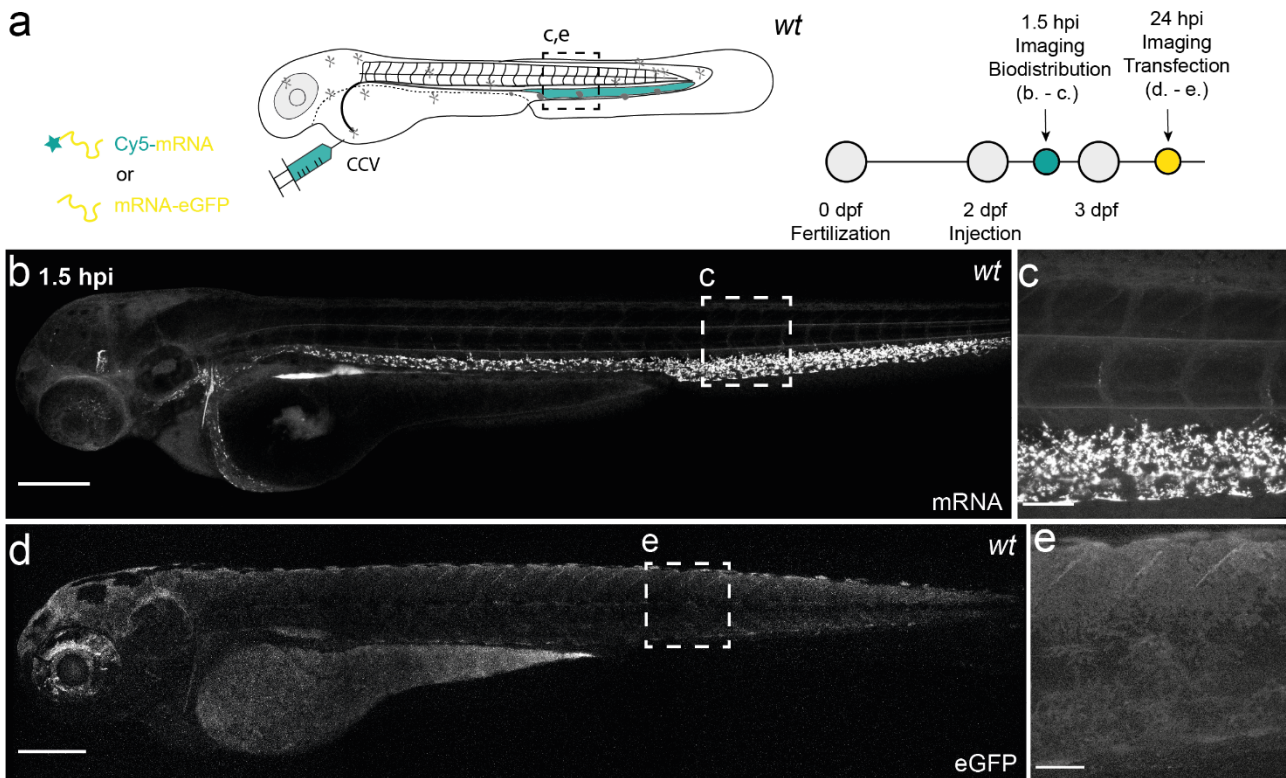 a
wt
c,e
CCV
Cy5-mRNA
or
mRNA-eGFP
1.5 hpi
Imaging
Biodistribution
(b. - c.)
24 hpi
Imaging
Transfection
(d. - e.)
0 dpf
Fertilization
2 dpf
Injection
3 dpf
b 1.5 hpi
c
wt
mRNA
c
d
e
wt
eGFP
e